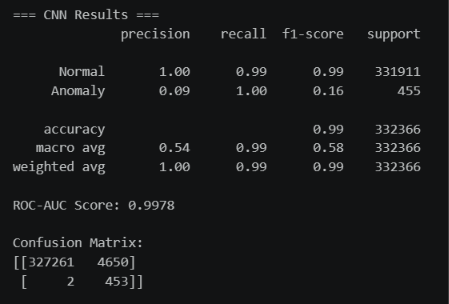 === CNN Results ===
precision recall f1-score support
Normal 1.00 0.99 0.99 331911
Anomaly 0.09 1.00 0.16 455
accuracy 0.99 332366
macro avg 0.54 0.99 0.58 332366
weighted avg 1.00 0.99 0.99 332366
ROC-AUC Score: 0.9978
Confusion Matrix:
[[327261 4650]
[ 2 453]]